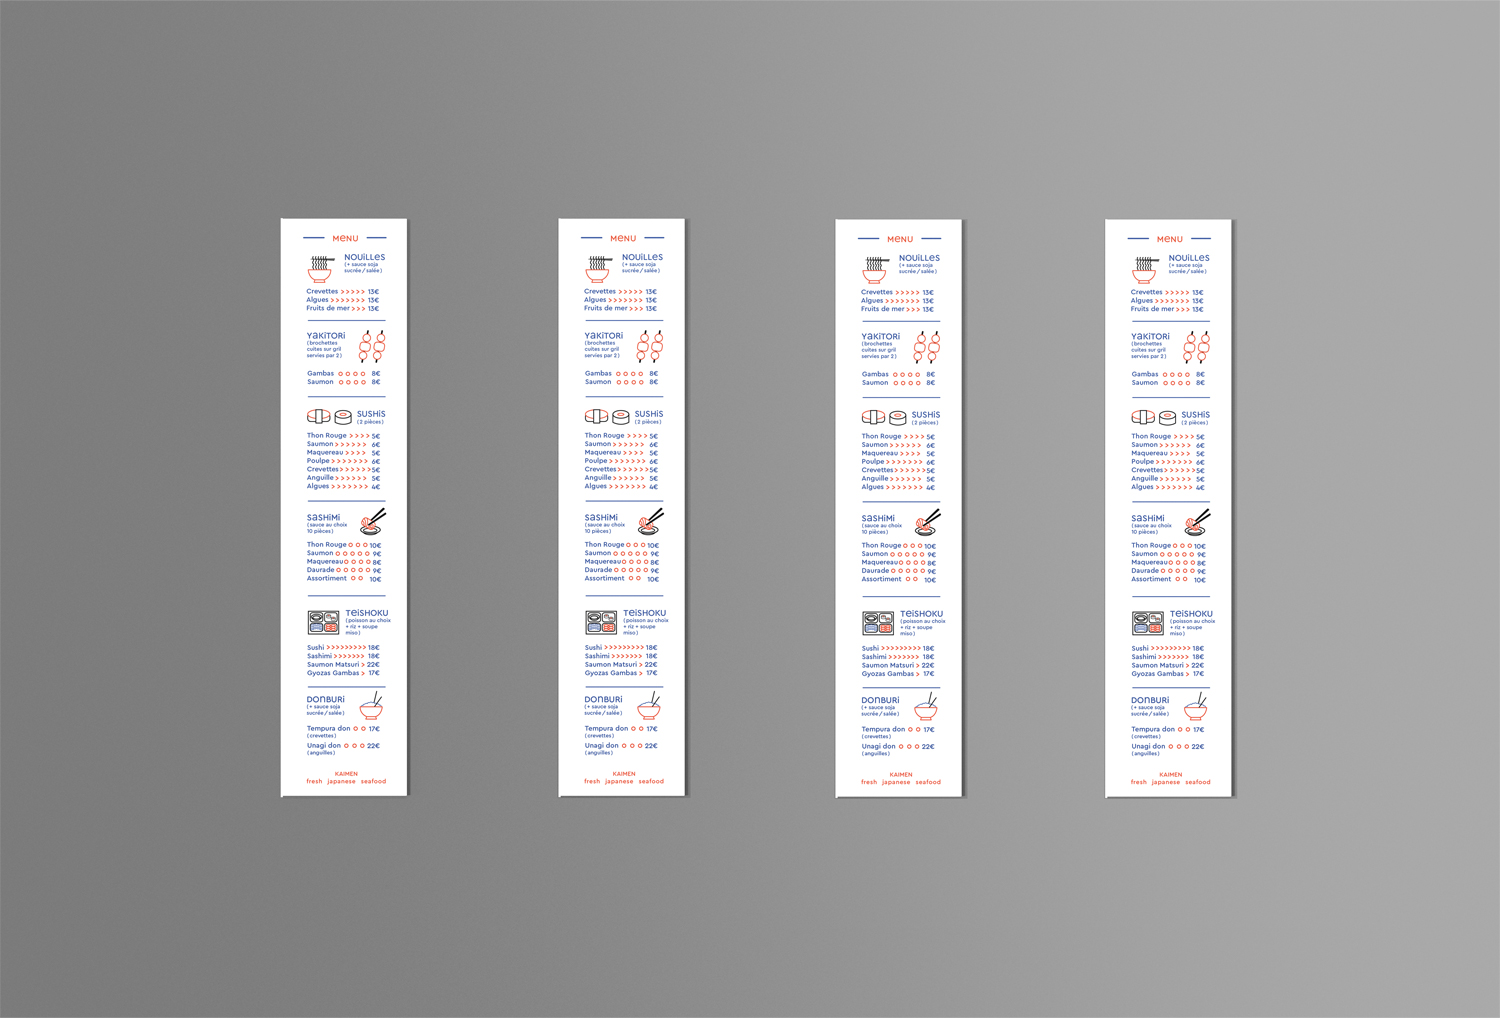 MENU
NOUiLLeS
(+ sauce soja
sucrée / salée)
Crevettes > > > > > 13€
Algues > > > > > > > 13€
Fruits de mer > > > 13€
YaKiTORi
(brochettes
cuites sur gril
servies par 2)
Gambas o o o o 8€
Saumon o o o o 8€
SUSHiS
(2 pièces)
Thon Rouge > > > > 5€
Saumon > > > > > > 6€
Maquereau > > > > 5€
Poulpe > > > > > > > 6€
Crevettes > > > > > > 5€
Anguille > > > > > > 5€
Algues > > > > > > > 4€
SaSHiMi
(sauce au choix
10 pièces)
Thon Rouge o o o 10€
Saumon o o o o o 9€
Maquereau o o o o o 8€
Daurade o o o o o 9€
Assortiment o o 10€
TeiSHOKU
(poisson au choix
+ riz + soupe
miso)
Sushi > > > > > > > > > 18€
Sashimi > > > > > > > 18€
Saumon Matsuri > 22€
Gyozas Gambas > 17€
DONBURi
(+ sauce soja
sucrée / salée)
Tempura don o o 17€
(crevettes)
Unagi don o o o 22€
(anguilles)
KAIMEN
fresh japanese seafood
MENU
NOUiLLeS
(+ sauce soja
sucrée / salée)
Crevettes > > > > > 13€
Algues > > > > > > > 13€
Fruits de mer > > > 13€
YaKiTORi
(brochettes
cuites sur gril
servies par 2)
Gambas o o o o 8€
Saumon o o o o 8€
SUSHiS
(2 pièces)
Thon Rouge > > > > 5€
Saumon > > > > > > 6€
Maquereau > > > > 5€
Poulpe > > > > > > > 6€
Crevettes > > > > > > 5€
Anguille > > > > > > 5€
Algues > > > > > > > 4€
SaSHiMi
(sauce au choix
10 pièces)
Thon Rouge o o o 10€
Saumon o o o o o 9€
Maquereau o o o o o 8€
Daurade o o o o o 9€
Assortiment o o 10€
TeiSHOKU
(poisson au choix
+ riz + soupe
miso)
Sushi > > > > > > > > > 18€
Sashimi > > > > > > > 18€
Saumon Matsuri > 22€
Gyozas Gambas > 17€
DONBURi
(+ sauce soja
sucrée / salée)
Tempura don o o 17€
(crevettes)
Unagi don o o o 22€
(anguilles)
KAIMEN
fresh japanese seafood
MENU
NOUiLLeS
(+ sauce soja
sucrée / salée)
Crevettes > > > > > 13€
Algues > > > > > > > 13€
Fruits de mer > > > 13€
YaKiTORi
(brochettes
cuites sur gril
servies par 2)
Gambas o o o o 8€
Saumon o o o o 8€
SUSHiS
(2 pièces)
Thon Rouge > > > > 5€
Saumon > > > > > > 6€
Maquereau > > > > 5€
Poulpe > > > > > > > 6€
Crevettes > > > > > > 5€
Anguille > > > > > > 5€
Algues > > > > > > > 4€
SaSHiMi
(sauce au choix
10 pièces)
Thon Rouge o o o 10€
Saumon o o o o o 9€
Maquereau o o o o o 8€
Daurade o o o o o 9€
Assortiment o o 10€
TeiSHOKU
(poisson au choix
+ riz + soupe
miso)
Sushi > > > > > > > > > 18€
Sashimi > > > > > > > 18€
Saumon Matsuri > 22€
Gyozas Gambas > 17€
DONBURi
(+ sauce soja
sucrée / salée)
Tempura don o o 17€
(crevettes)
Unagi don o o o 22€
(anguilles)
KAIMEN
fresh japanese seafood
MENU
NOUiLLeS
(+ sauce soja
sucrée / salée)
Crevettes > > > > > 13€
Algues > > > > > > > 13€
Fruits de mer > > > 13€
YaKiTORi
(brochettes
cuites sur gril
servies par 2)
Gambas o o o o 8€
Saumon o o o o 8€
SUSHiS
(2 pièces)
Thon Rouge > > > > 5€
Saumon > > > > > > 6€
Maquereau > > > > 5€
Poulpe > > > > > > > 6€
Crevettes > > > > > > 5€
Anguille > > > > > > 5€
Algues > > > > > > > 4€
SaSHiMi
(sauce au choix
10 pièces)
Thon Rouge o o o 10€
Saumon o o o o o 9€
Maquereau o o o o o 8€
Daurade o o o o o 9€
Assortiment o o 10€
TeiSHOKU
(poisson au choix
+ riz + soupe
miso)
Sushi > > > > > > > > > 18€
Sashimi > > > > > > > 18€
Saumon Matsuri > 22€
Gyozas Gambas > 17€
DONBURi
(+ sauce soja
sucrée / salée)
Tempura don o o 17€
(crevettes)
Unagi don o o o 22€
(anguilles)
KAIMEN
fresh japanese seafood